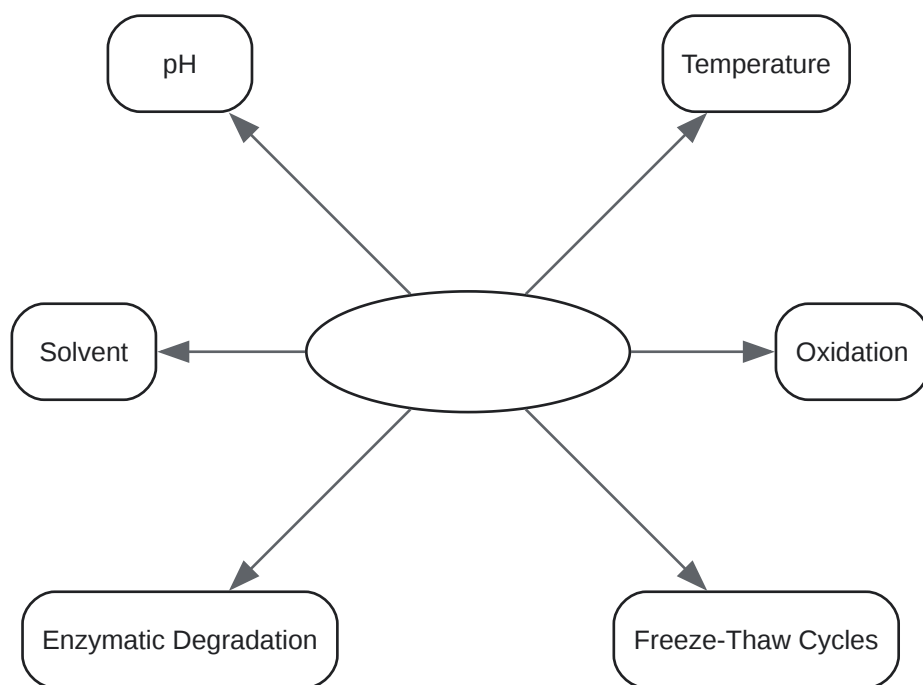 pH
Temperature
Solvent
Oxidation
Enzymatic Degradation
Freeze-Thaw Cycles